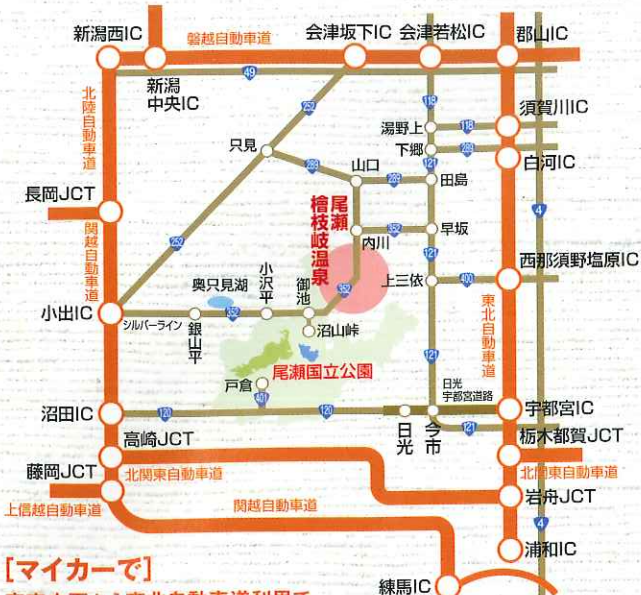 新潟西IC
磐越自動車道
会津坂下IC
会津若松IC
郡山IC
新潟
中央IC
49
北陸自動車道
252
118
湯野上
118
須賀川IC
下郷
289
只見
121
白河IC
289
山口
289
田島
長岡JCT
尾瀬
檜枝岐温泉
4
関越自動車道
252
352
早坂
内川
121
西那須野塩原IC
奥只見湖
小沢平
御池
352
上三依
400
小出IC
シルバーライン
352
銀山平
沼山峠
東北自動車道
121
尾瀬国立公園
戸倉
401
日光
宇都宮道路
沼田IC
120
120
日光
今市
121
宇都宮IC
高崎JCT
栃木都賀JCT
藤岡JCT
北関東自動車道
北陸東自動車道
上信越自動車道
関越自動車道
岩舟JCT
4
浦和IC
[マイカーで]
練馬IC